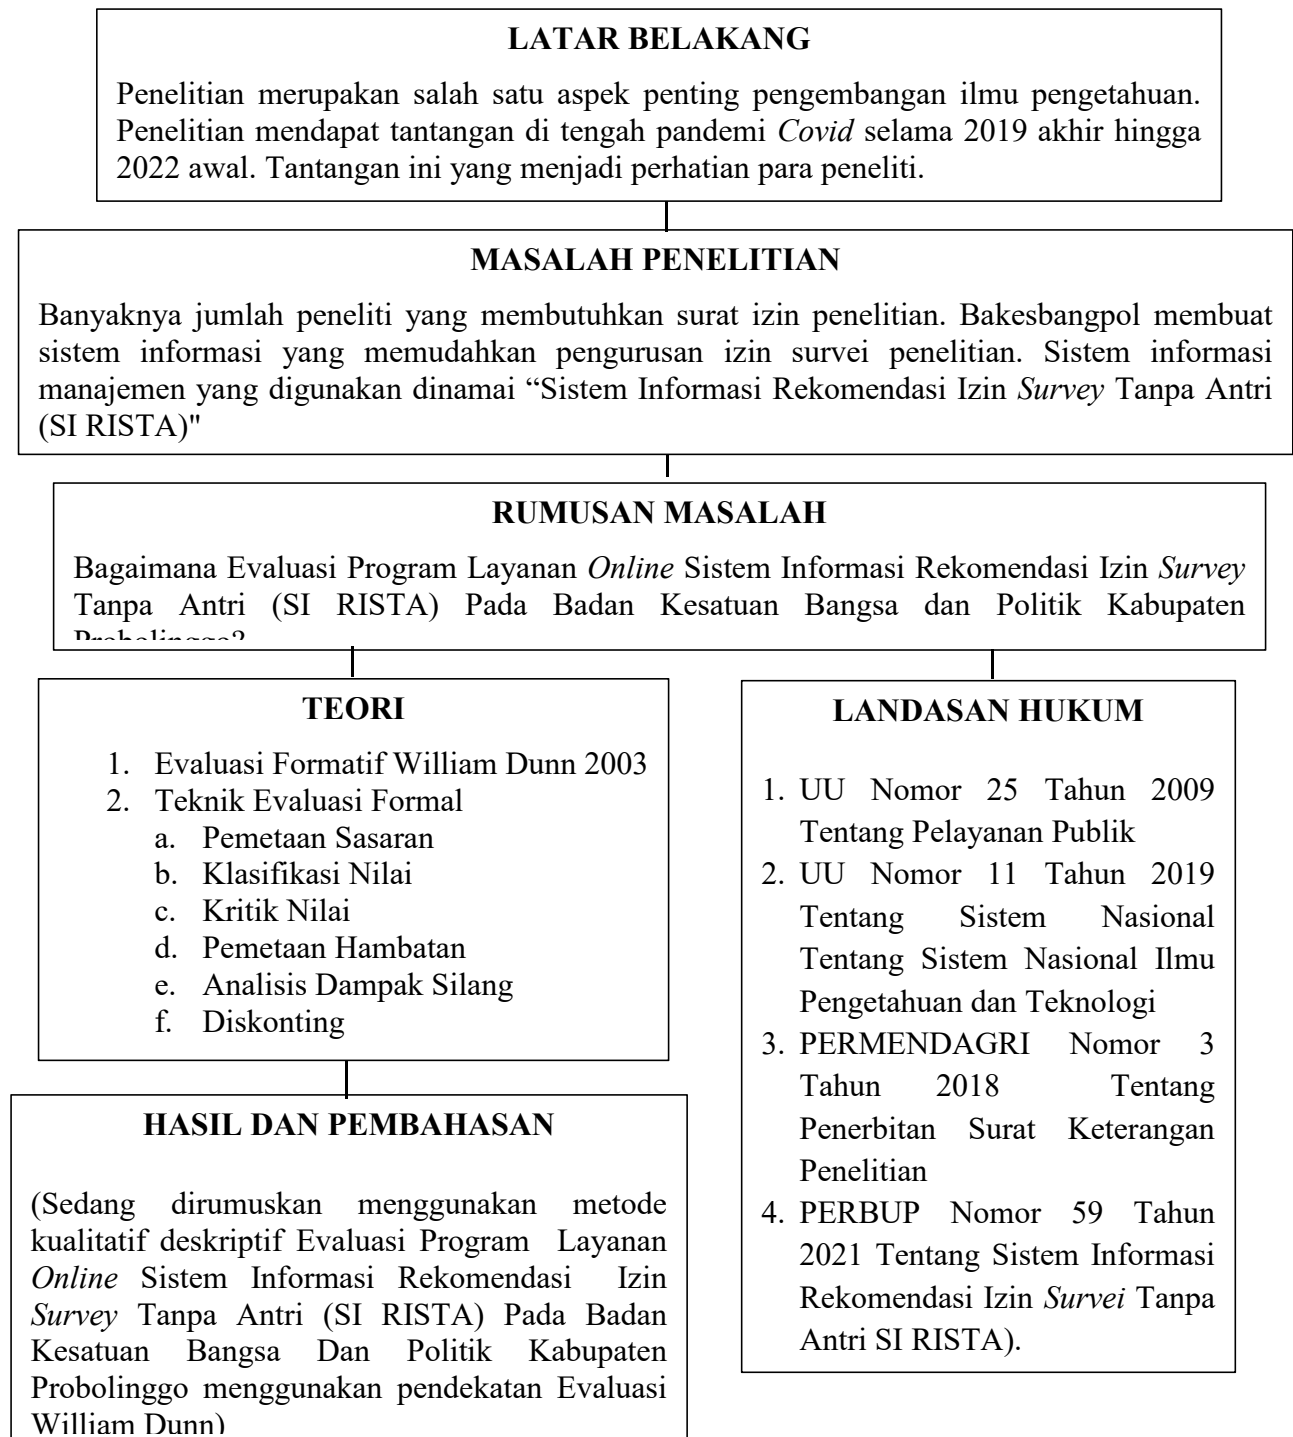 LATAR BELAKANG
Penelitian merupakan salah satu aspek penting pengembangan ilmu pengetahuan.
Penelitian mendapat tantangan di tengah pandemi Covid selama 2019 akhir hingga
2022 awal. Tantangan ini yang menjadi perhatian para peneliti.
MASALAH PENELITIAN
Banyaknya jumlah peneliti yang membutuhkan surat izin penelitian. Bakesbangpol membuat
sistem informasi yang memudahkan pengurusan izin survei penelitian. Sistem informasi
manajemen yang digunakan dinamai “Sistem Informasi Rekomendasi Izin Survey Tanpa Antri
(SI RISTA)"
RUMUSAN MASALAH
Bagaimana Evaluasi Program Layanan Online Sistem Informasi Rekomendasi Izin Survey
Tanpa Antri (SI RISTA) Pada Badan Kesatuan Bangsa dan Politik Kabupaten
Probolinggo?
TEORI
1. Evaluasi Formatif William Dunn 2003
2. Teknik Evaluasi Formal
a. Pemetaan Sasaran
b. Klasifikasi Nilai
c. Kritik Nilai
d. Pemetaan Hambatan
e. Analisis Dampak Silang
f. Diskonting
LANDASAN HUKUM
1. UU Nomor 25 Tahun 2009
Tentang Pelayanan Publik
2. UU Nomor 11 Tahun 2019
Tentang Sistem Nasional
Tentang Sistem Nasional Ilmu
Pengetahuan dan Teknologi
3. PERMENDAGRI Nomor 3
Tahun 2018 Tentang
Penerbitan Surat Keterangan
Penelitian
4. PERBUP Nomor 59 Tahun
2021 Tentang Sistem Informasi
Rekomendasi Izin Survei Tanpa
Antri SI RISTA).
HASIL DAN PEMBAHASAN
(Sedang dirumuskan menggunakan metode
kualitatif deskriptif Evaluasi Program Layanan
Online Sistem Informasi Rekomendasi Izin
Survey Tanpa Antri (SI RISTA) Pada Badan
Kesatuan Bangsa Dan Politik Kabupaten
Probolinggo menggunakan pendekatan Evaluasi
William Dunn)